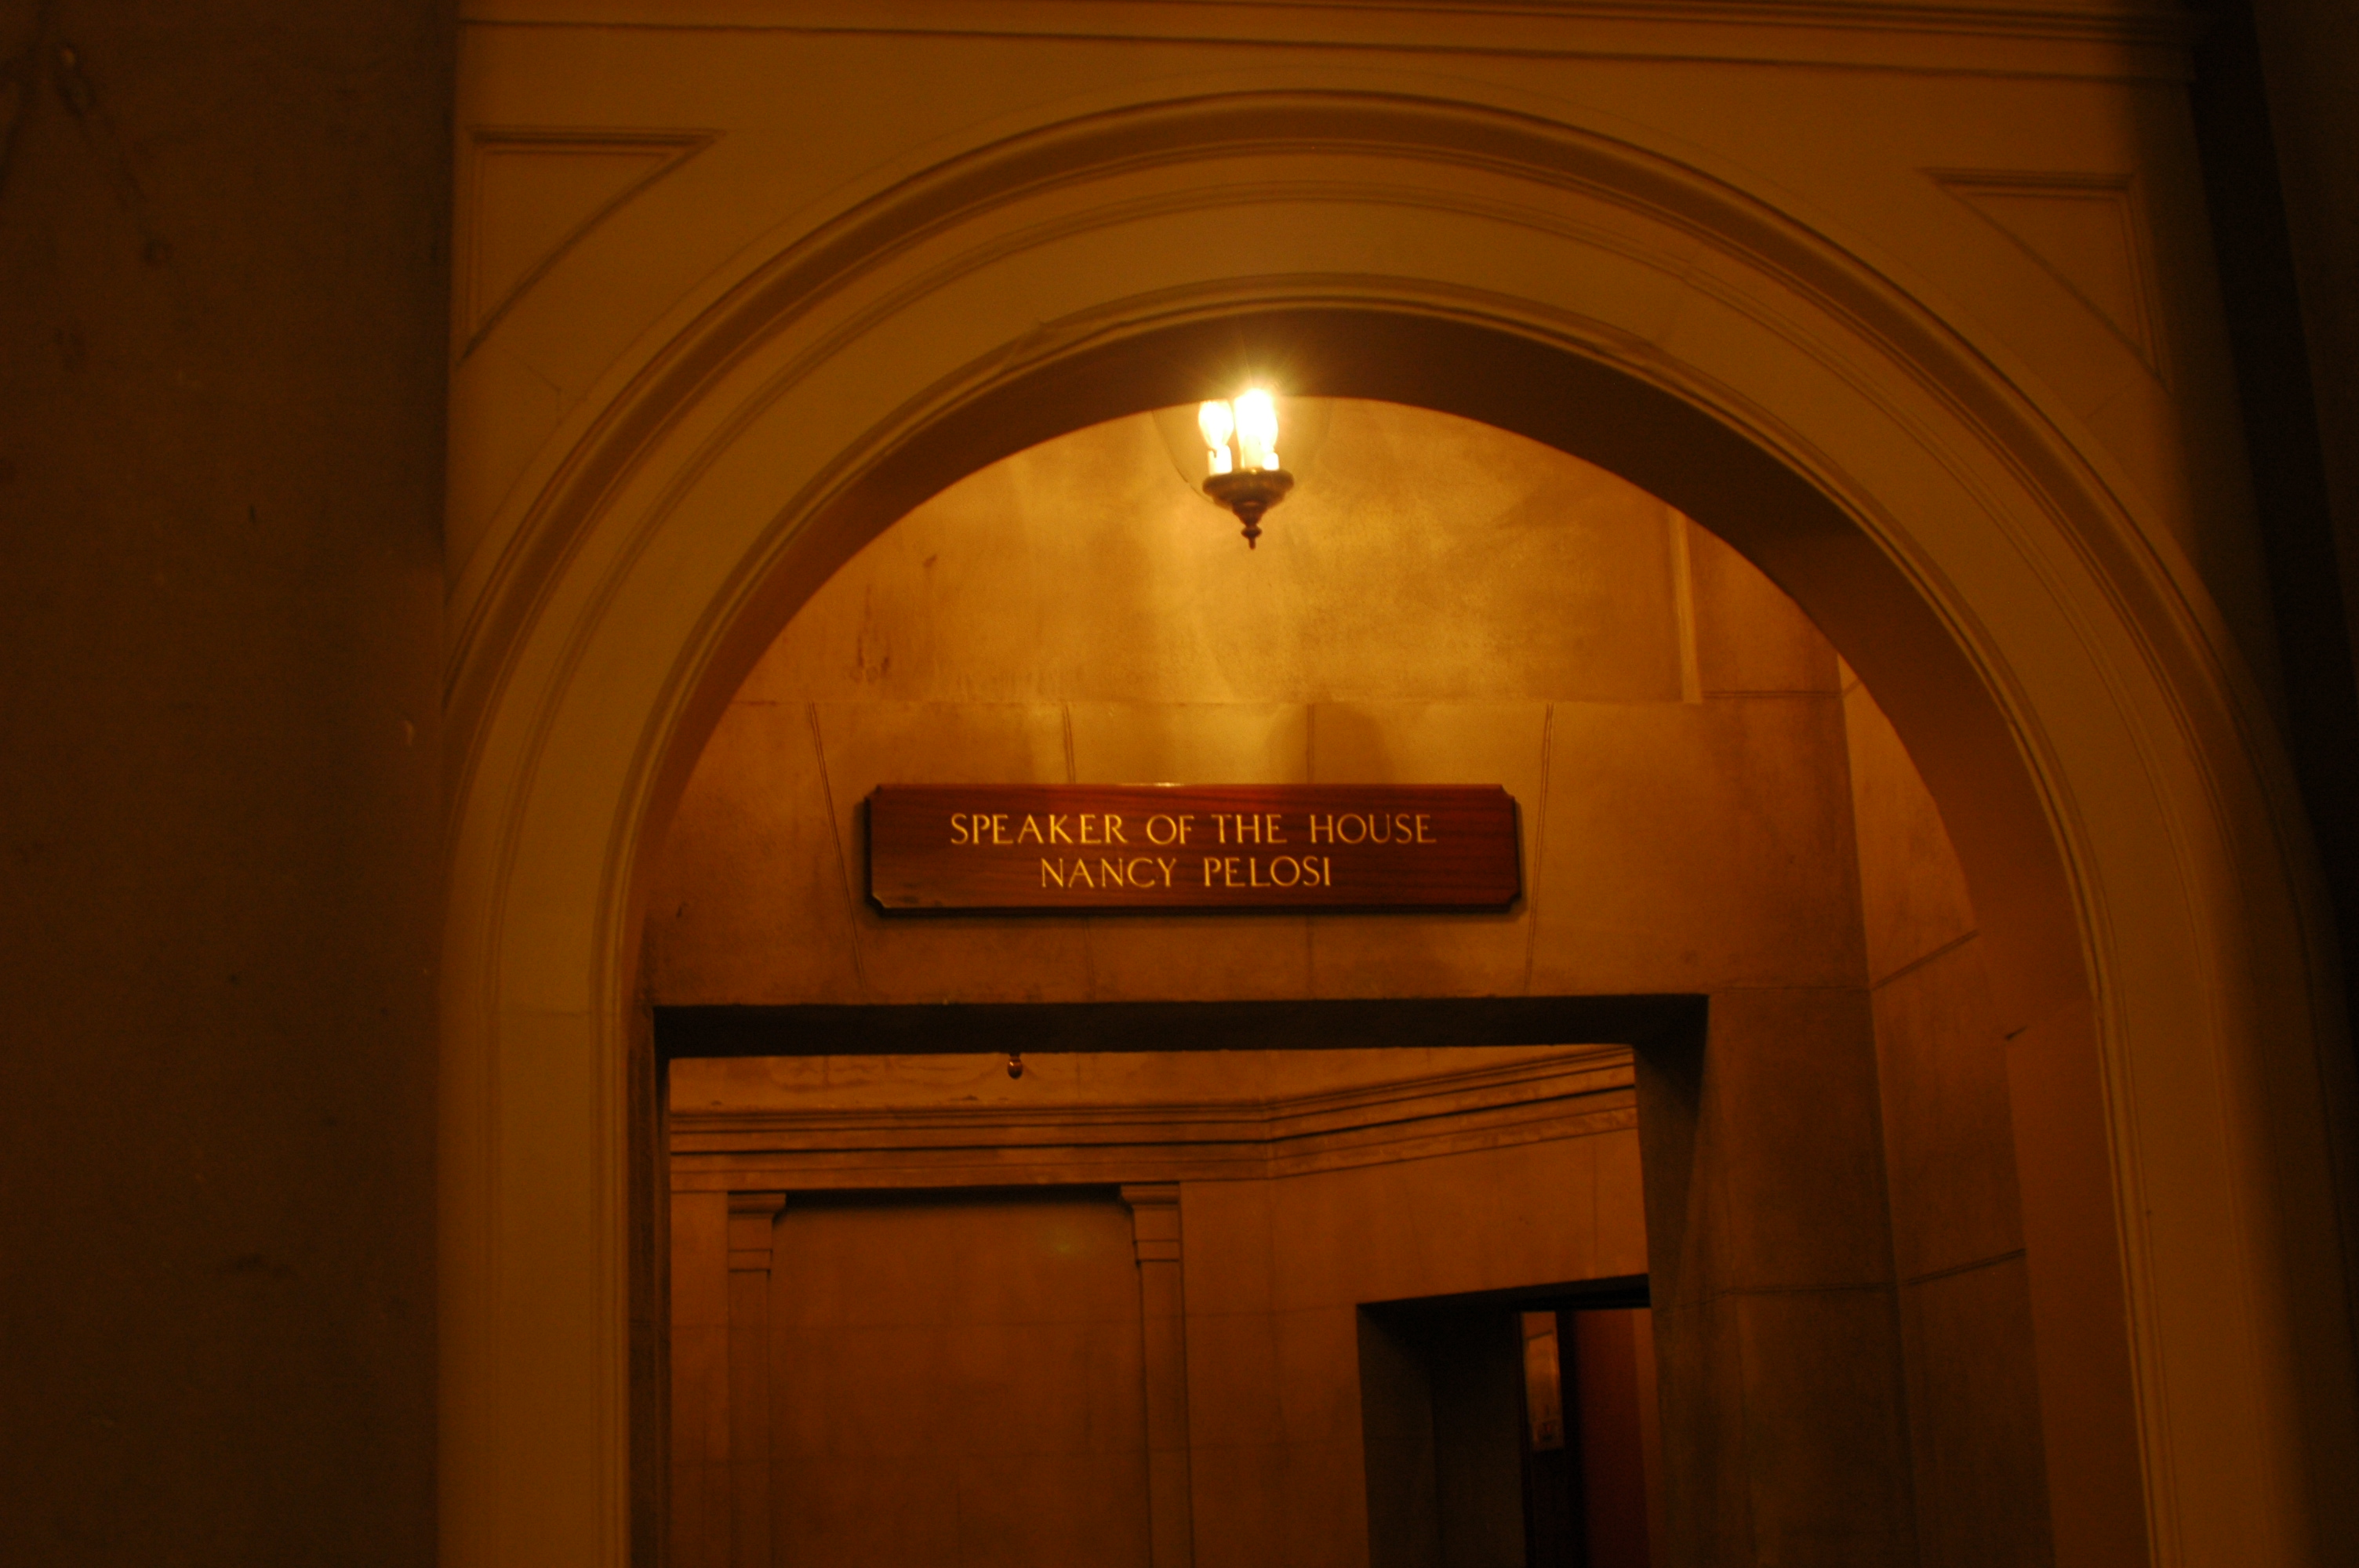 SPEAKER OF THE HOUSE
NANCY PELOSI